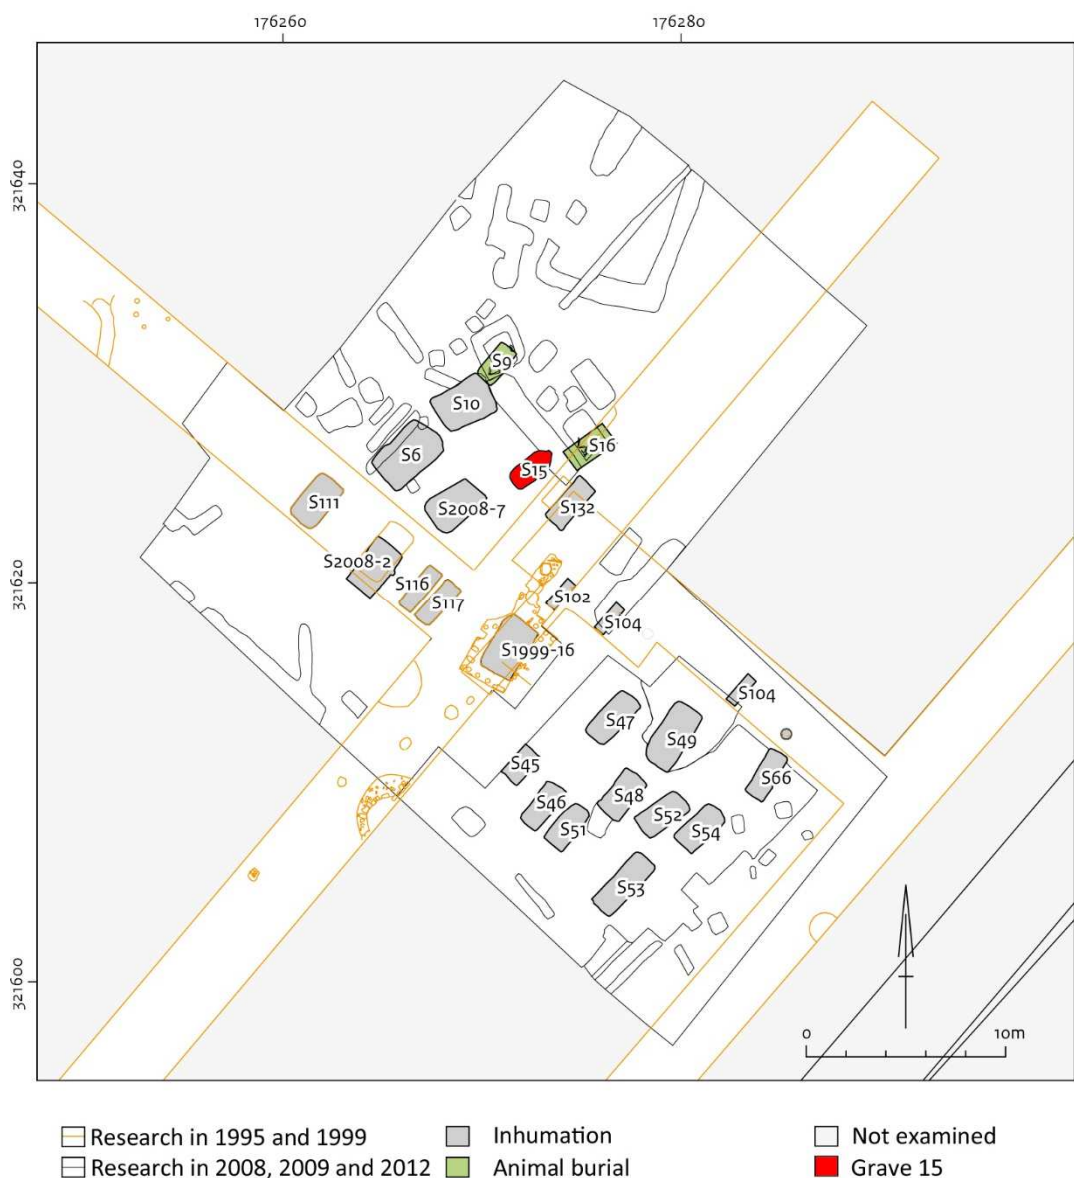 176260 176280
321640
321620
321600
S9
S10
S16
S6
S15
S111
S2008-7
S132
S2008-2
S116
S117
S102
S104
S1999-16
S104
S47
S49
S45
S66
S46
S48
S51
S52
S54
S53
0 10m
Research in 1995 and 1999 Inhumation Not examined
Research in 2008, 2009 and 2012 Animal burial Grave 15